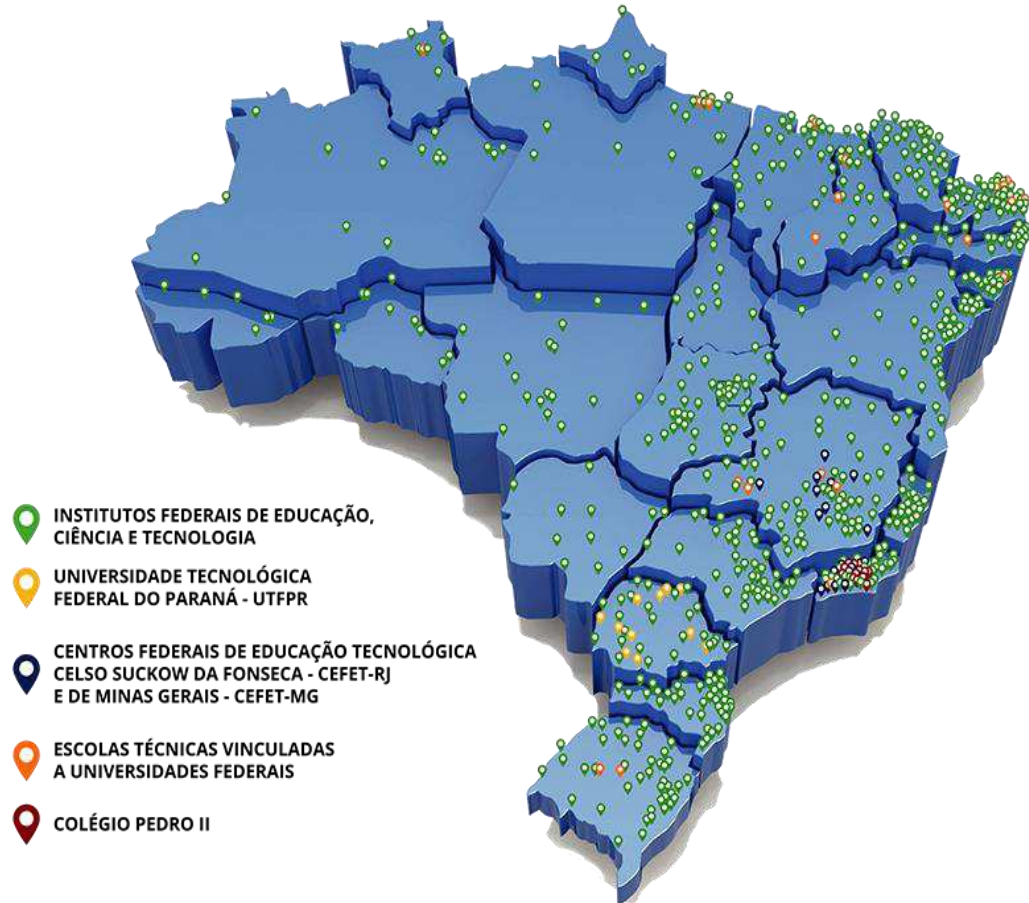 INSTITUTOS FEDERAIS DE EDUCAÇÃO,
CIÊNCIA E TECNOLOGIA
UNIVERSIDADE TECNOLÓGICA
FEDERAL DO PARANÁ - UTFPR
CENTROS FEDERAIS DE EDUCAÇÃO TECNOLÓGICA
CELSO SUCKOW DA FONSECA - CEFET-RJ
E DE MINAS GERAIS - CEFET-MG
ESCOLAS TÉCNICAS VINCULADAS
A UNIVERSIDADES FEDERAIS
COLÉGIO PEDRO II